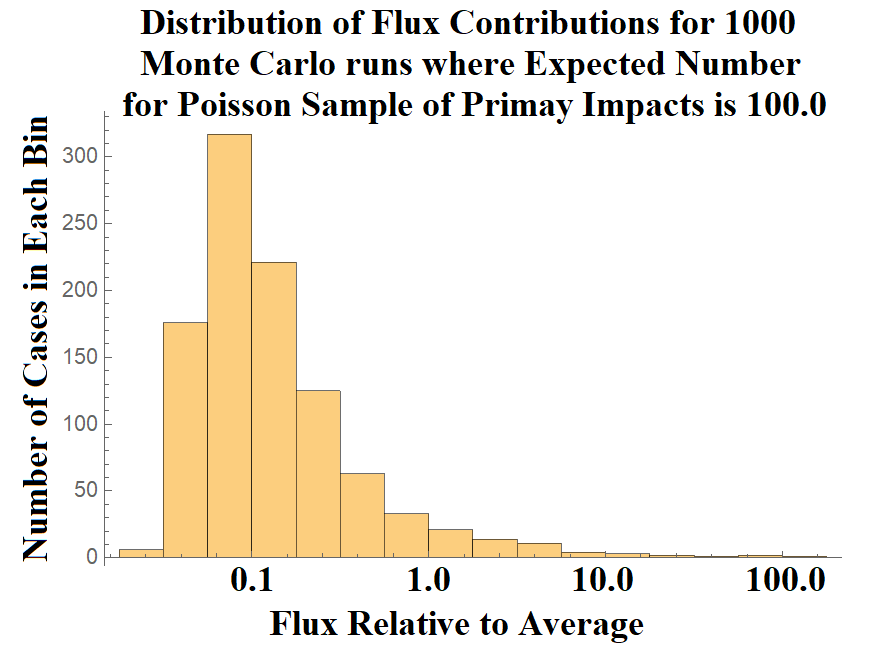 Distribution of Flux Contributions for 1000
Monte Carlo runs where Expected Number
for Poisson Sample of Primay Impacts is 100.0
Number of Cases in Each Bin
300
250
200
150
100
50
0
0.1 1.0 10.0 100.0
Flux Relative to Average